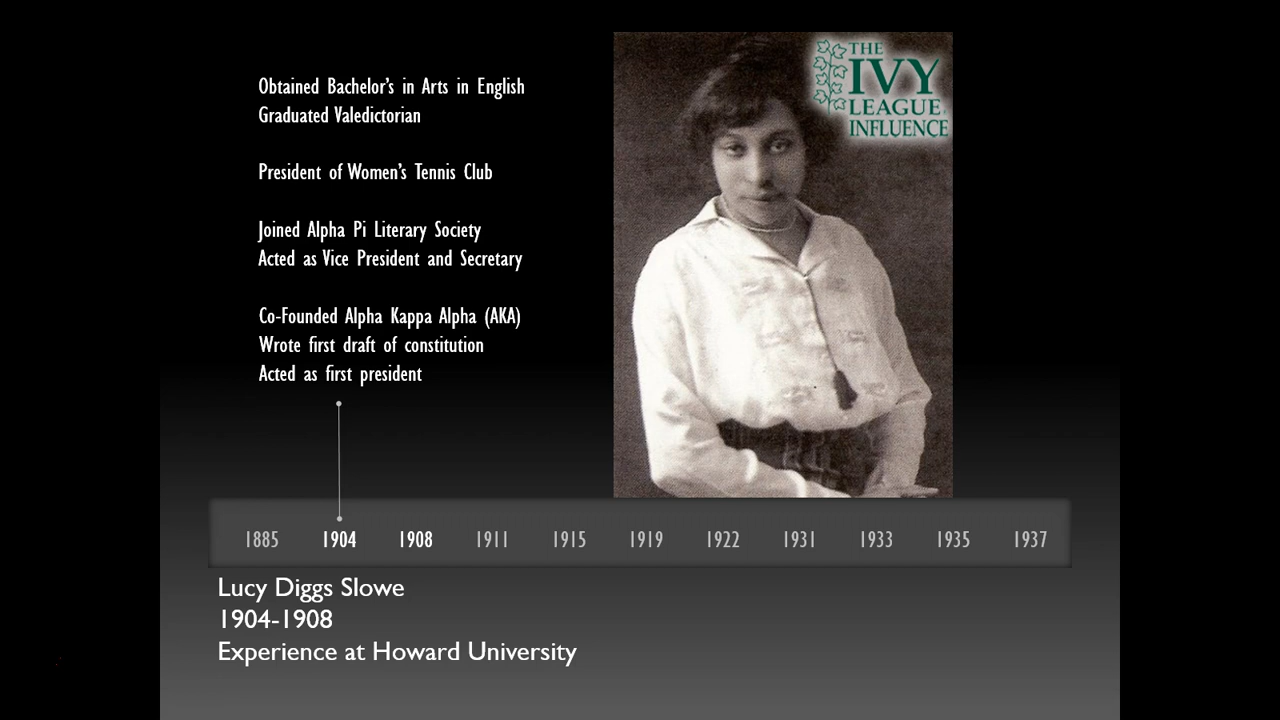 Obtained Bachelor's in Arts in English
Graduated Valedictorian
President of Women's Tennis Club
Joined Alpha Pi Literary Society
Acted as Vice President and Secretary
Co-Founded Alpha Kappa Alpha (AKA)
Wrote first draft of constitution
Acted as first president
THE
IVY
LEAGUE
INFLUENCE
1885 1904 1908 1911 1915 1919 1922 1931 1933 1935 1937
Lucy Diggs Slowe
1904-1908
Experience at Howard University